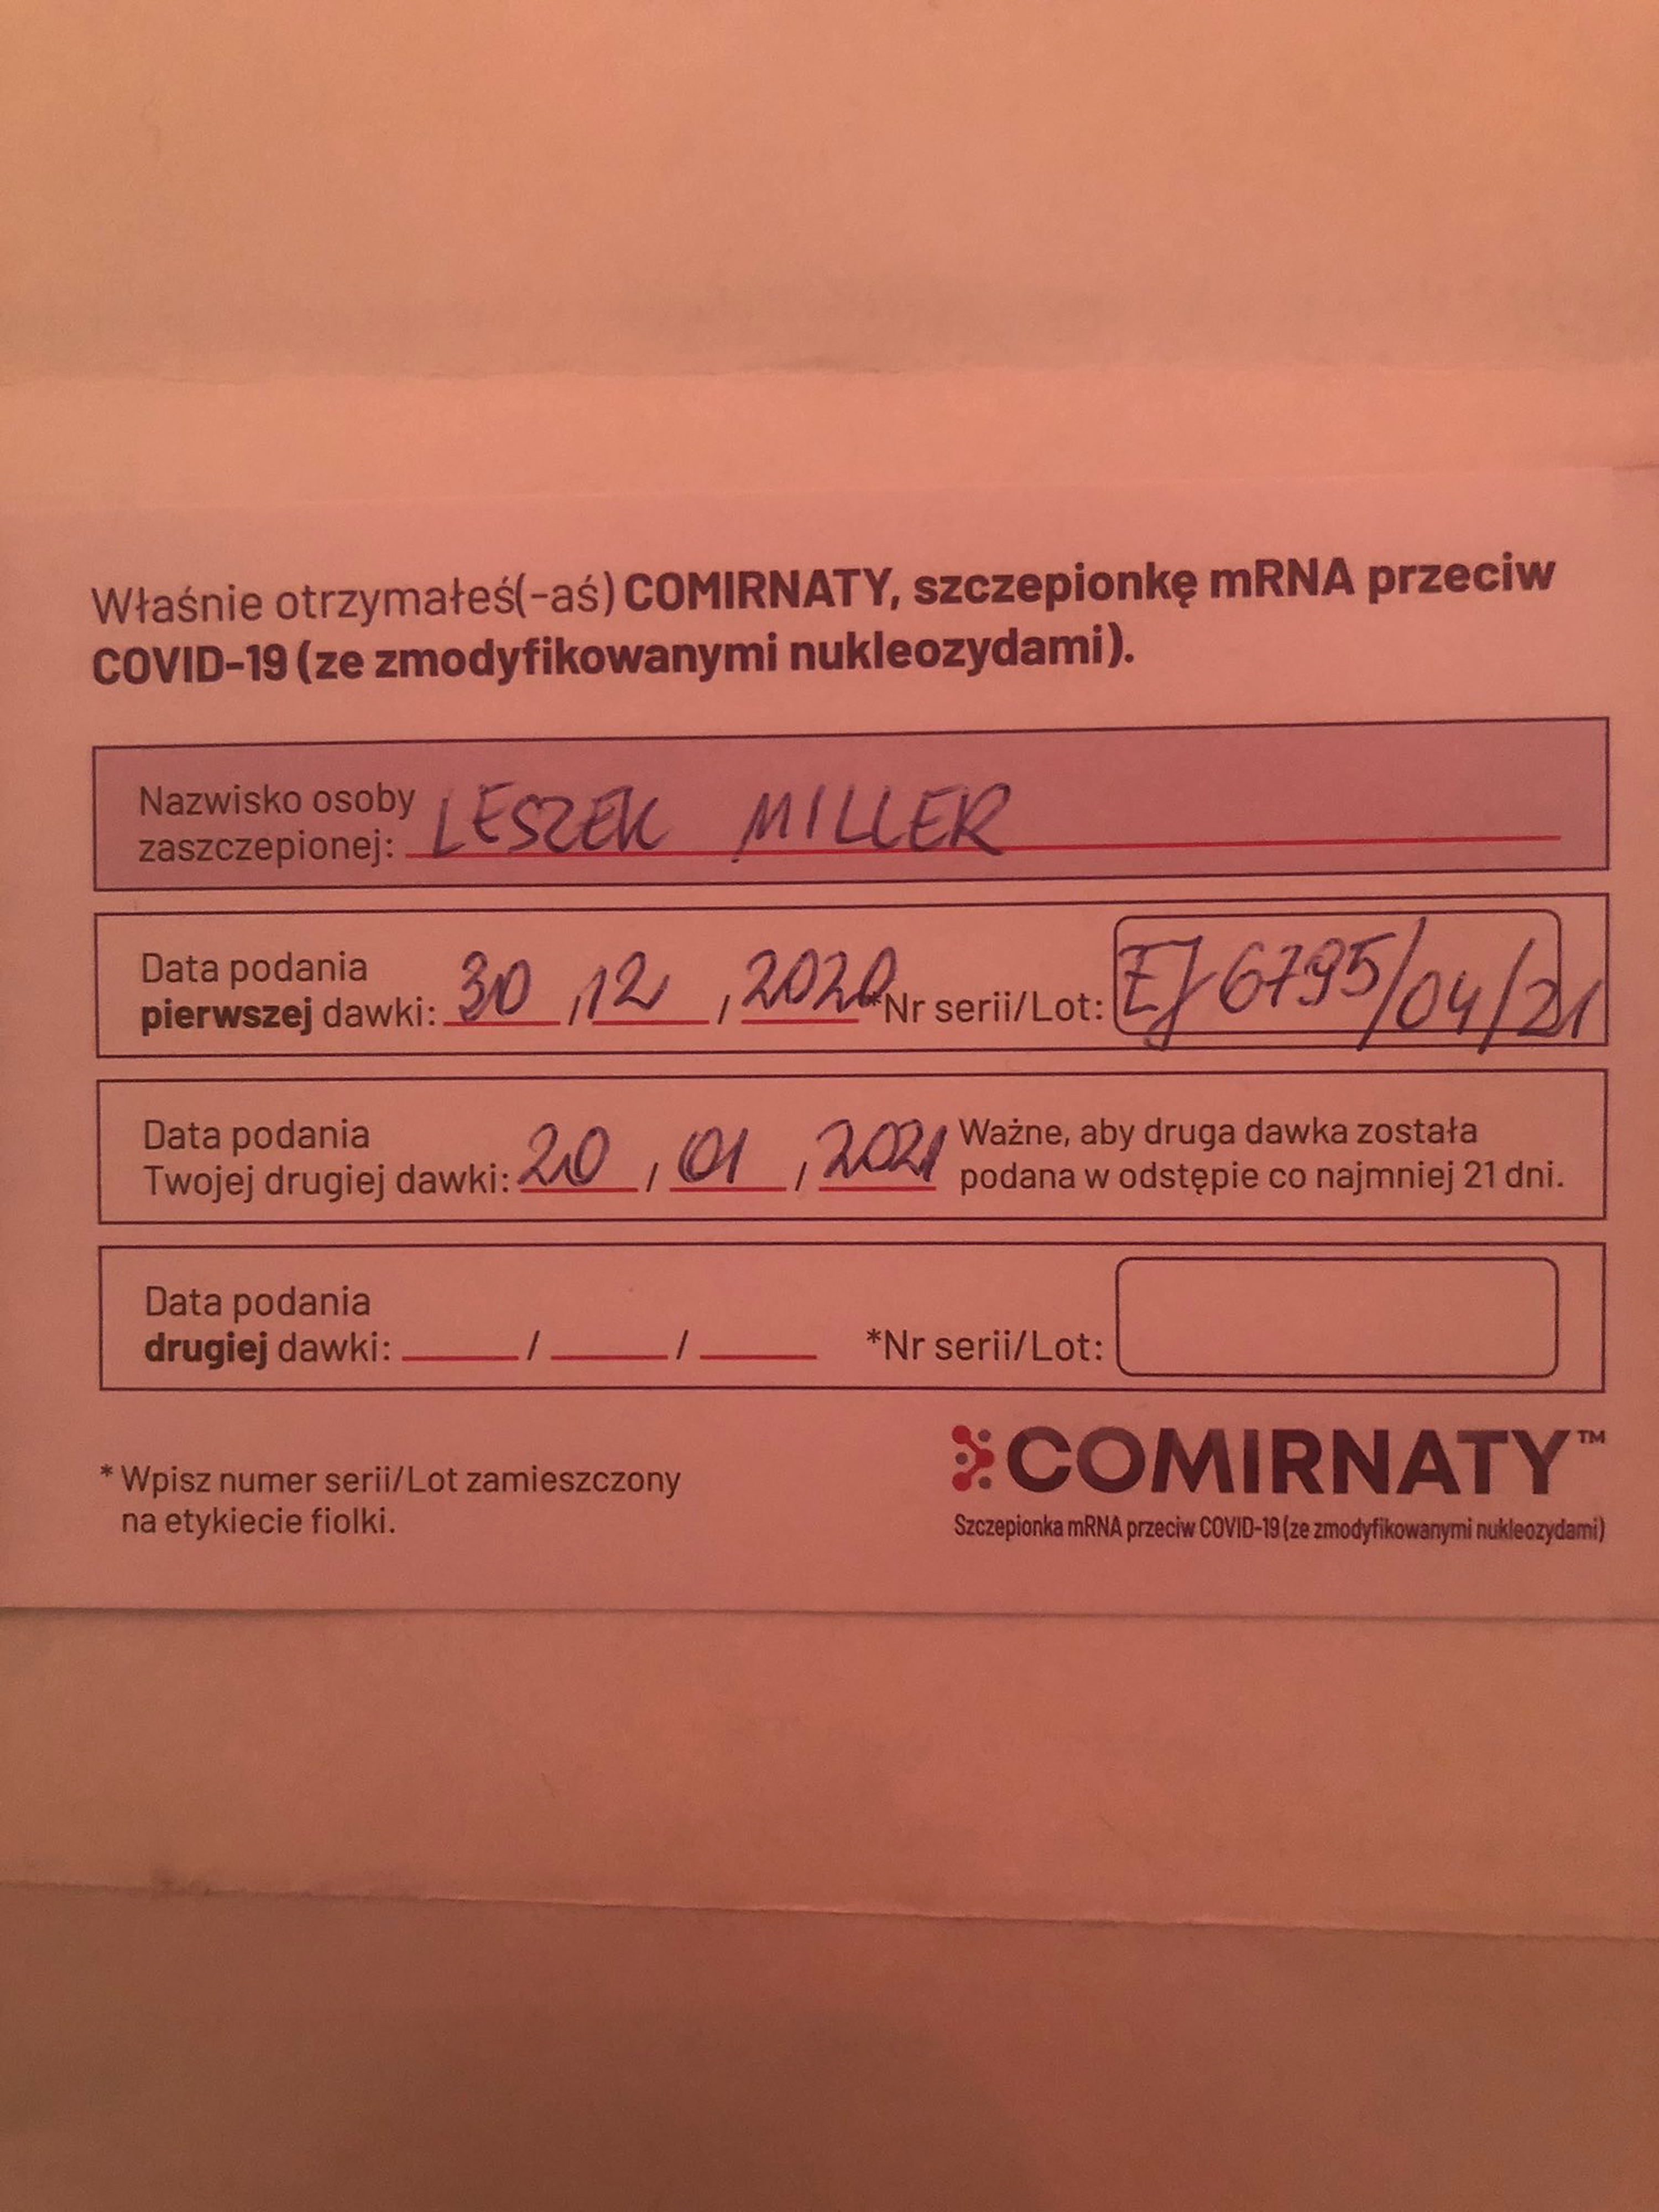 Właśnie otrzymałeś(-aś) COMIRNATY, szczepionkę mRNA przeciw
COVID-19 (ze zmodyfikowanymi nukleozydami).
Nazwisko osoby
zaszczepionej: LESZEK MILLER
Data podania
pierwszej dawki: 30 / 12 / 2020 *Nr serii/Lot: EJ6795/04/21
Data podania
Twojej drugiej dawki: 20 / 01 / 2021
Ważne, aby druga dawka została
podana w odstępie co najmniej 21 dni.
Data podania
drugiej dawki: / / *Nr serii/Lot:
* Wpisz numer serii/Lot zamieszczony
na etykiecie fiolki.
COMIRNATY™
Szczepionka mRNA przeciw COVID-19 (ze zmodyfikowanymi nukleozydami)